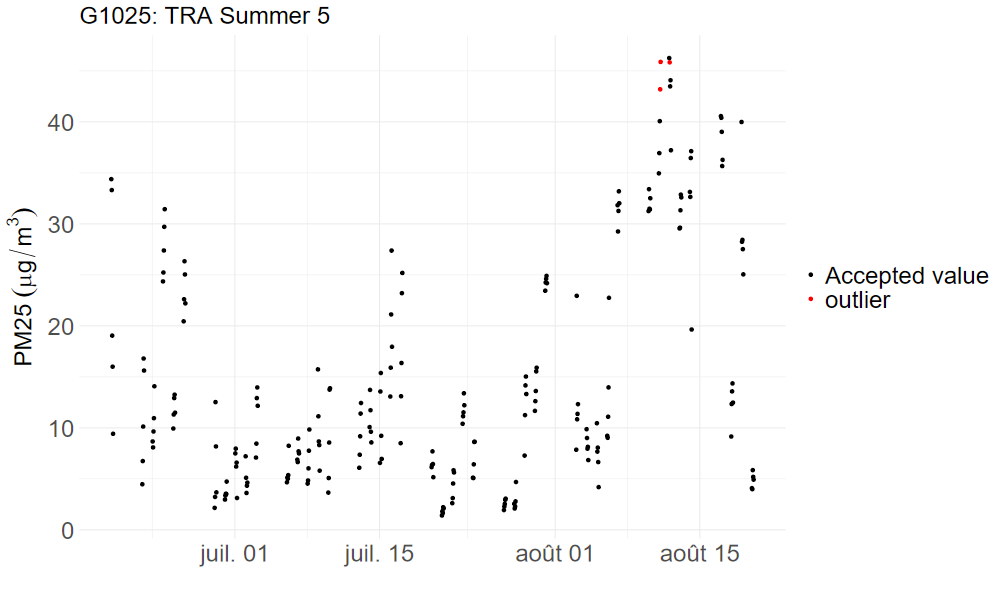 G1025: TRA Summer 5
PM25 (μg/m³)
40
30
20
10
0
juil. 01 juil. 15 août 01 août 15
Accepted value
outlier